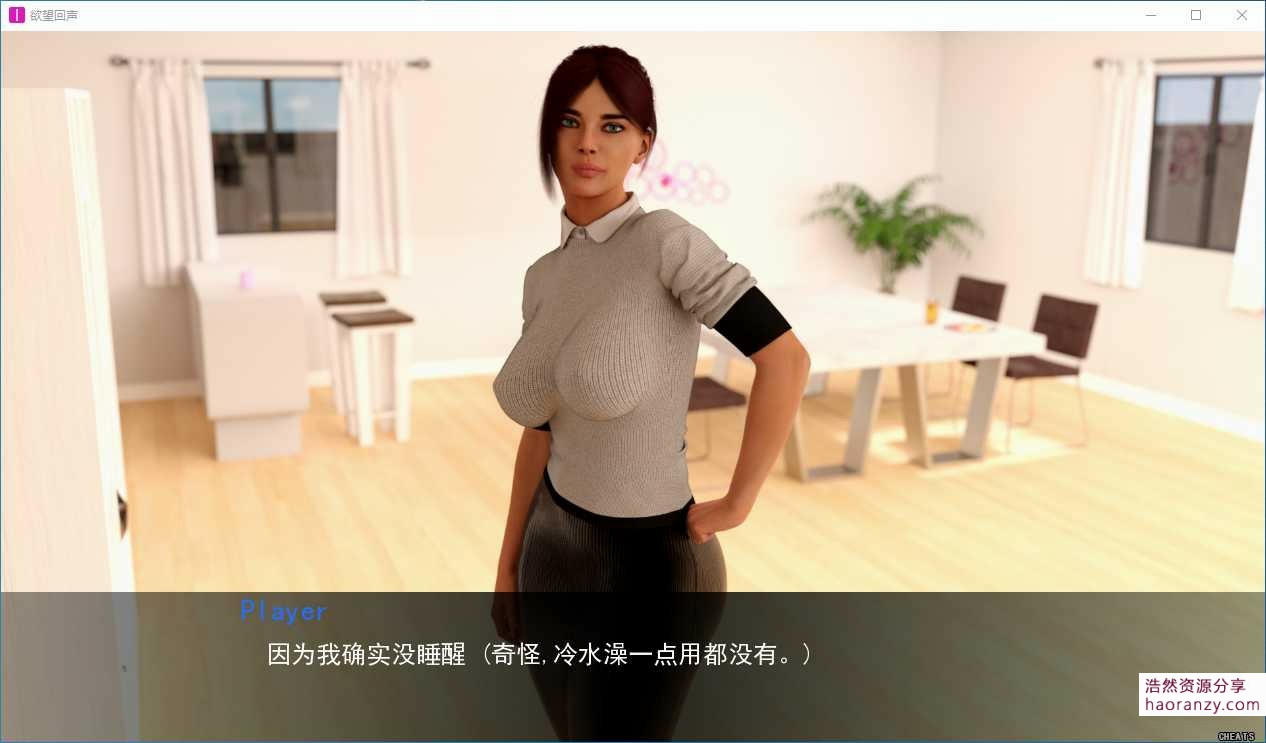 欲望回声
Player
因为我确实没睡醒 (奇怪,冷水澡一点用都没有。)
浩然资源分享
haoranzy.com
CHEATS